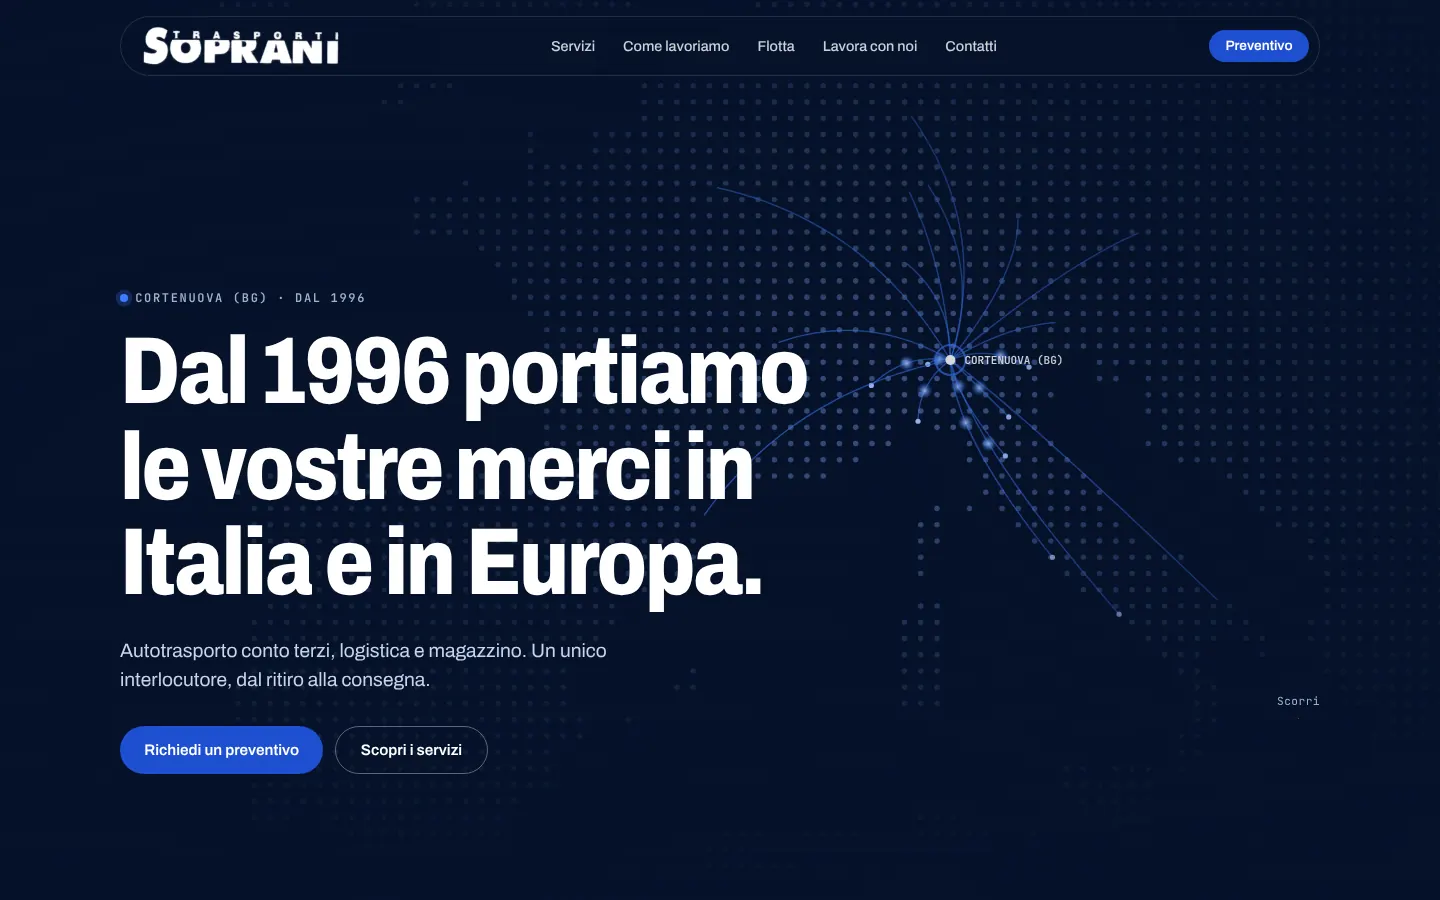 TRASPORTI
SOPRANI
Servizi
Come lavoriamo
Flotta
Lavora con noi
Contatti
Preventivo
CORTENUOVA (BG) · DAL 1996
Dal 1996 portiamo
le vostre merci in
Italia e in Europa.
CORTENUOVA (BG)
Autotrasporto conto terzi, logistica e magazzino. Un unico
interlocutore, dal ritiro alla consegna.
Scorri
Richiedi un preventivo
Scopri i servizi